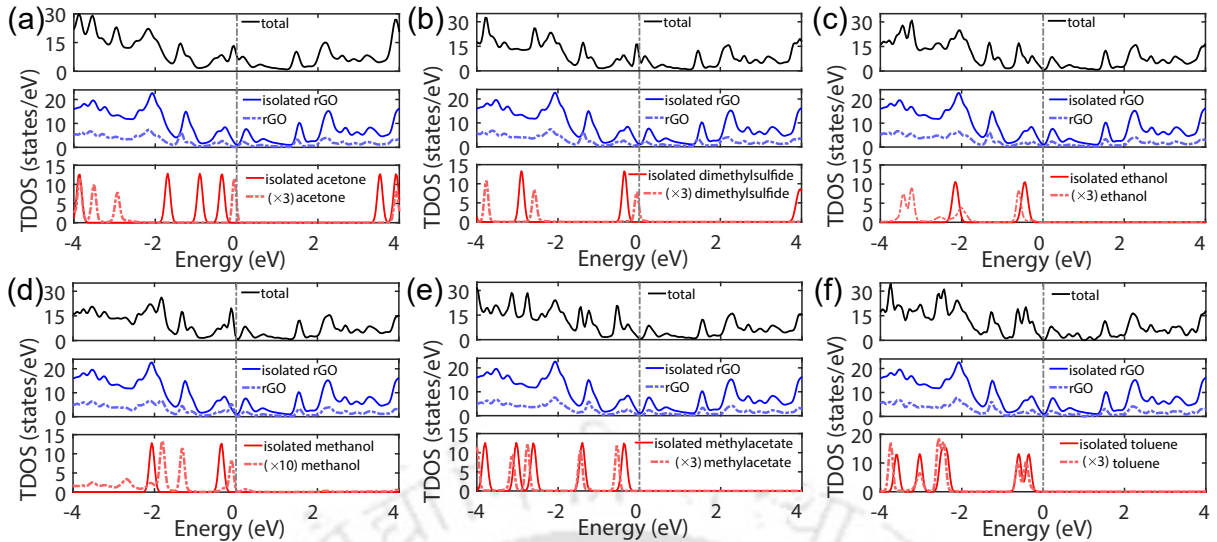 (a)
30
15
0
total
20
10
0
isolated rGO
rGO
15
10
5
0
isolated acetone
(×3) acetone
TDOS (states/eV)
-4 -2 0 2 4
Energy (eV)
(b)
30
15
0
total
20
10
0
isolated rGO
rGO
15
10
5
0
isolated dimethylsulfide
(×3) dimethylsulfide
TDOS (states/eV)
-4 -2 0 2 4
Energy (eV)
(c)
30
15
0
total
20
10
0
isolated rGO
rGO
15
10
5
0
isolated ethanol
(×3) ethanol
TDOS (states/eV)
-4 -2 0 2 4
Energy (eV)
(d)
30
15
0
total
20
10
0
isolated rGO
rGO
15
10
5
0
isolated methanol
(×10) methanol
TDOS (states/eV)
-4 -2 0 2 4
Energy (eV)
(e)
30
15
0
total
20
10
0
isolated rGO
rGO
15
10
5
0
isolated methylacetate
(×3) methylacetate
TDOS (states/eV)
-4 -2 0 2 4
Energy (eV)
(f)
30
15
0
total
20
10
0
isolated rGO
rGO
15
10
5
0
isolated toluene
(×3) toluene
TDOS (states/eV)
-4 -2 0 2 4
Energy (eV)